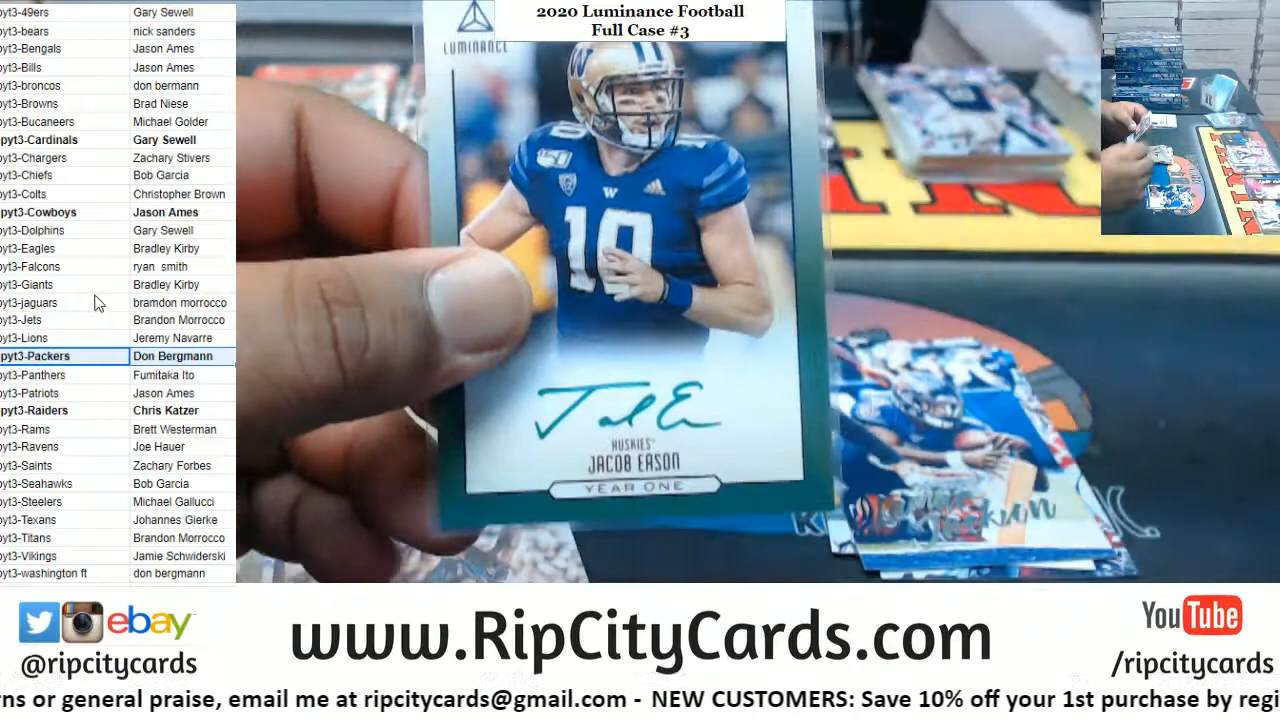 2020 Luminance Football
Full Case #3
pyt3-49ers Gary Sewell
pyt3-bears nick sanders
pyt3-Bengals Jason Ames
pyt3-Bills Jason Ames
pyt3-broncos don bermann
pyt3-Browns Brad Niese
pyt3-Bucaneers Michael Golder
pyt3-Cardinals Gary Sewell
pyt3-Chargers Zachary Stivers
pyt3-Chiefs Bob Garcia
pyt3-Colts Christopher Brown
pyt3-Cowboys Jason Ames
pyt3-Dolphins Gary Sewell
pyt3-Eagles Bradley Kirby
pyt3-Falcons ryan smith
pyt3-Giants Bradley Kirby
pyt3-jaguars bramdon morrocco
pyt3-Jets Brandon Morrocco
pyt3-Lions Jeremy Navarre
pyt3-Packers Don Bergmann
pyt3-Panthers Fumitaka Ito
pyt3-Patriots Jason Ames
pyt3-Raiders Chris Katzer
pyt3-Rams Brett Westerman
pyt3-Ravens Joe Hauer
pyt3-Saints Zachary Forbes
pyt3-Seahawks Bob Garcia
pyt3-Steelers Michael Gallucci
pyt3-Texans Johannes Gierke
pyt3-Titans Brandon Morrocco
pyt3-Vikings Jamie Schwiderski
pyt3-washington ft don bergmann
LUMINANCE
W
10
W
10
HUSKIES
JACOB EASON
YEAR ONE
ebay
@ripcitycards
www.RipCityCards.com
YouTube
/ripcitycards
rns or general praise, email me at ripcitycards@gmail.com - NEW CUSTOMERS: Save 10% off your 1st purchase by regi